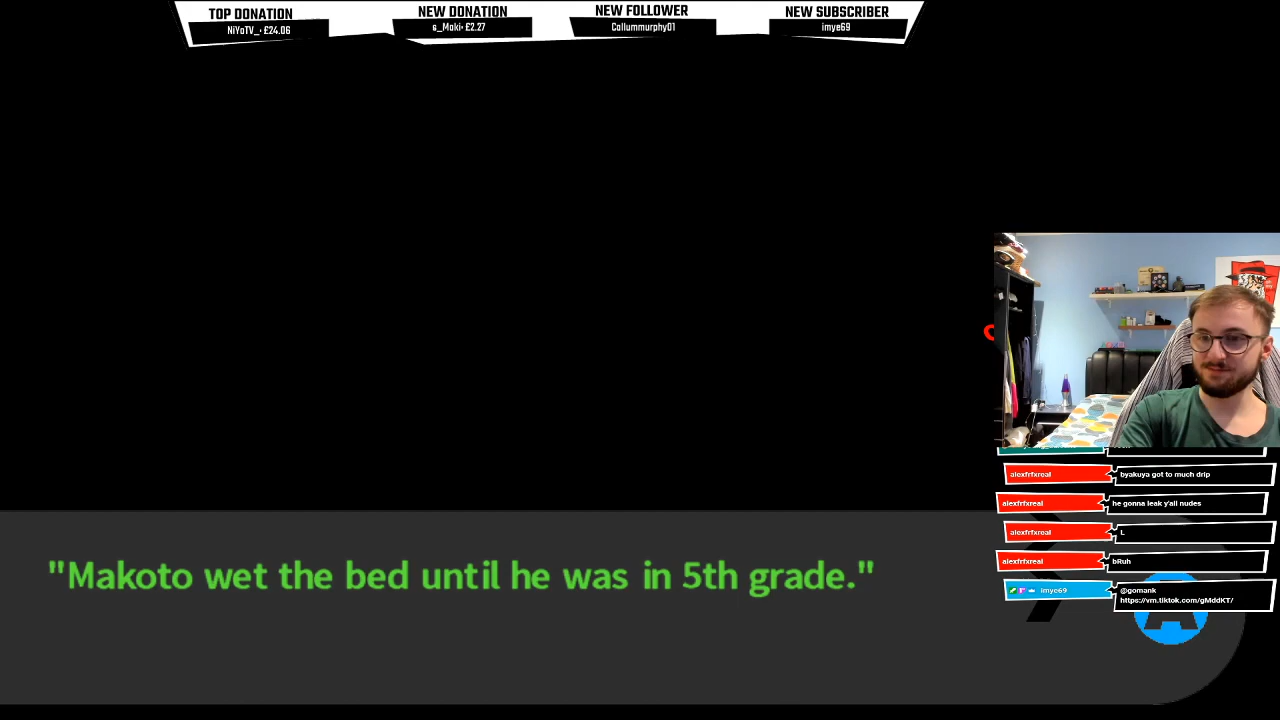 TOP DONATION
NiYoTV_• £24.06
NEW DONATION
s_Maki• £2.27
NEW FOLLOWER
Callummurphy01
NEW SUBSCRIBER
imye69
alexfrfxreal byakuya got to much drip
alexfrfxreal he gonna leak y'all nudes
alexfrfxreal L
alexfrfxreal bRuh
imye69 @gomank
https://vm.tiktok.com/gMddKT/
"Makoto wet the bed until he was in 5th grade."